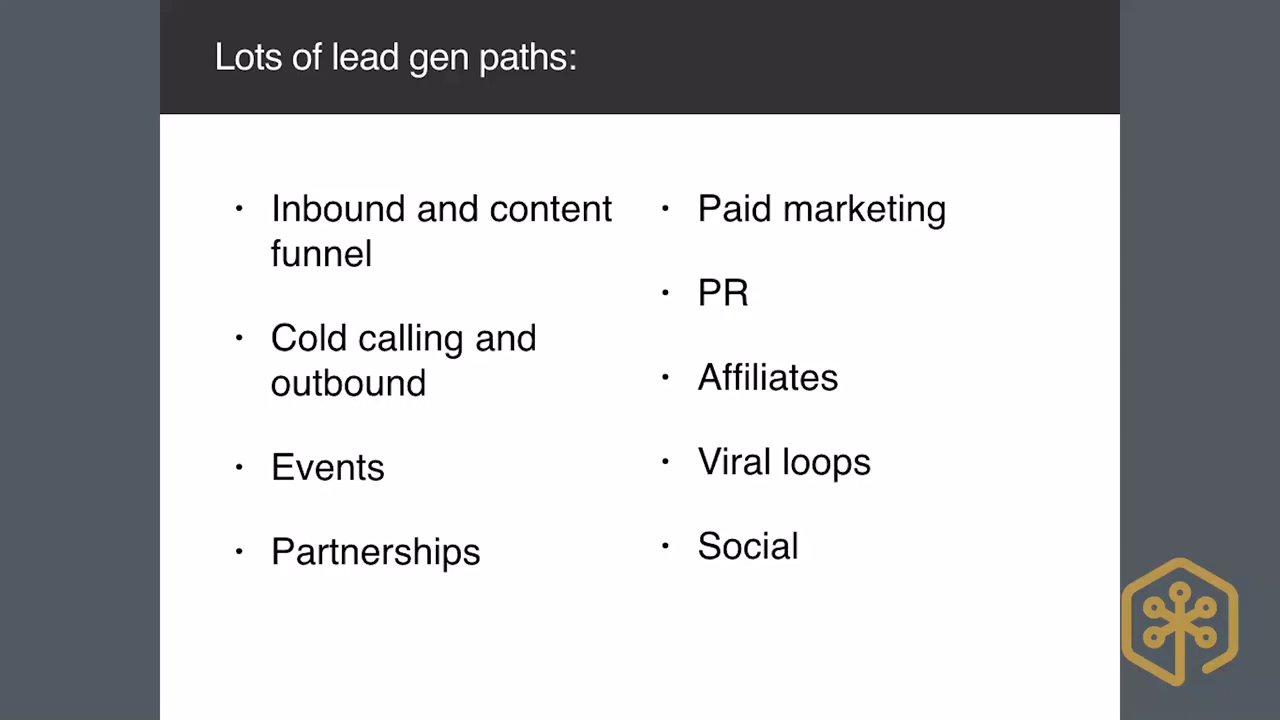 Lots of lead gen paths:
• Inbound and content
funnel
• Cold calling and
outbound
• Events
• Partnerships
• Paid marketing
• PR
• Affiliates
• Viral loops
• Social